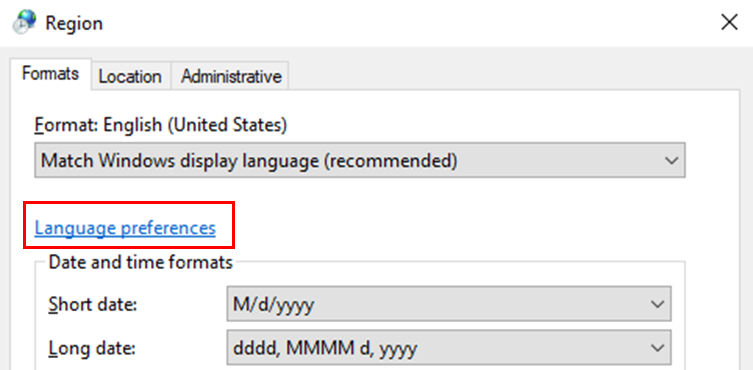 Region
Formats Location Administrative
Format: English (United States)
Match Windows display language (recommended)
Language preferences
Date and time formats
Short date: M/d/yyyy
Long date: dddd, MMMM d, yyyy